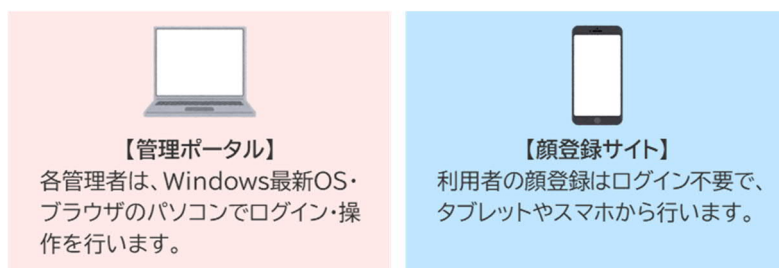 【管理ポータル】
各管理者は、Windows最新OS・
ブラウザのパソコンでログイン・操
作を行います。
【顔登録サイト】
利用者の顔登録はログイン不要で、
タブレットやスマホから行います。